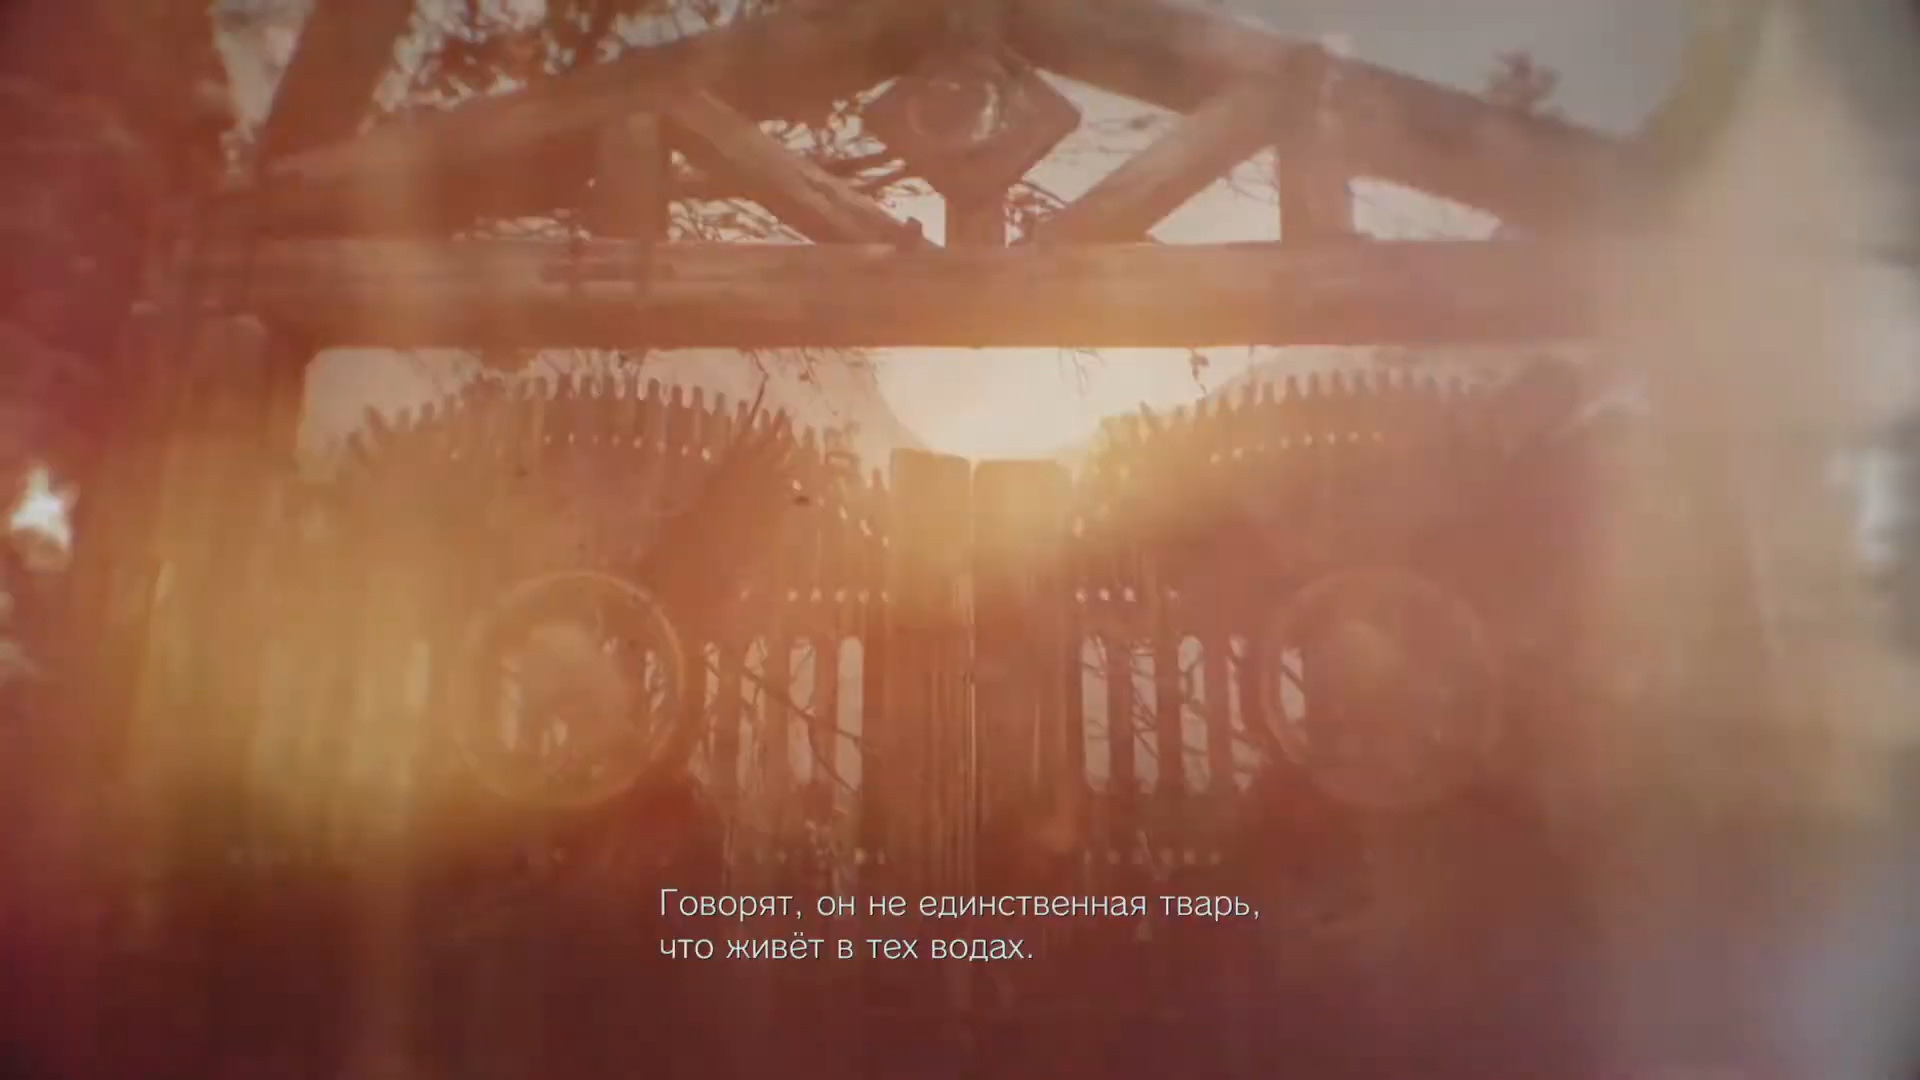 Говорят, он не единственная тварь,
что живёт в тех водах.